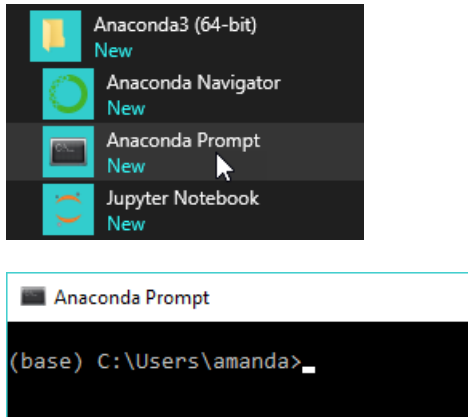 Anaconda3 (64-bit)
New
Anaconda Navigator
New
Anaconda Prompt
New
Jupyter Notebook
New
Anaconda Prompt
(base) C:\Users\amanda>